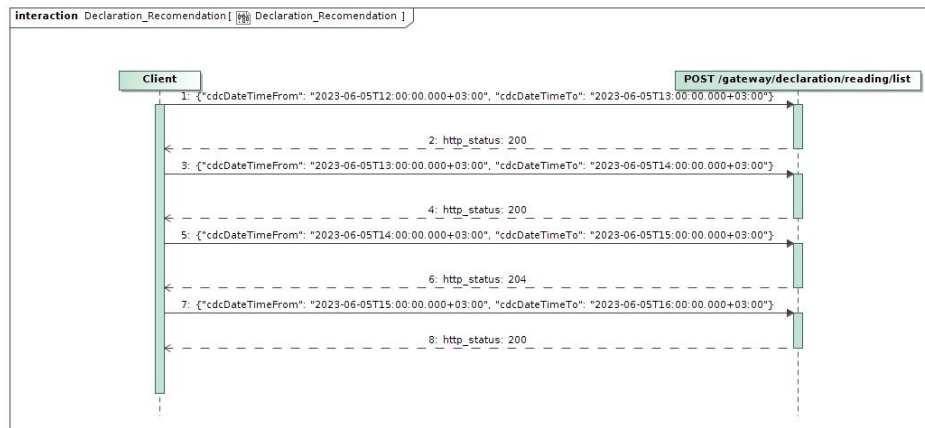 interaction Declaration_Recomendation [ Declaration_Recomendation ]
Client
POST /gateway/declaration/reading/list
1: {"cdcDateTimeFrom": "2023-06-05T12:00:00.000+03:00", "cdcDateTimeTo": "2023-06-05T13:00:00.000+03:00"}
2: http_status: 200
3: {"cdcDateTimeFrom": "2023-06-05T13:00:00.000+03:00", "cdcDateTimeTo": "2023-06-05T14:00:00.000+03:00"}
4: http_status: 200
5: {"cdcDateTimeFrom": "2023-06-05T14:00:00.000+03:00", "cdcDateTimeTo": "2023-06-05T15:00:00.000+03:00"}
6: http_status: 204
7: {"cdcDateTimeFrom": "2023-06-05T15:00:00.000+03:00", "cdcDateTimeTo": "2023-06-05T16:00:00.000+03:00"}
8: http_status: 200